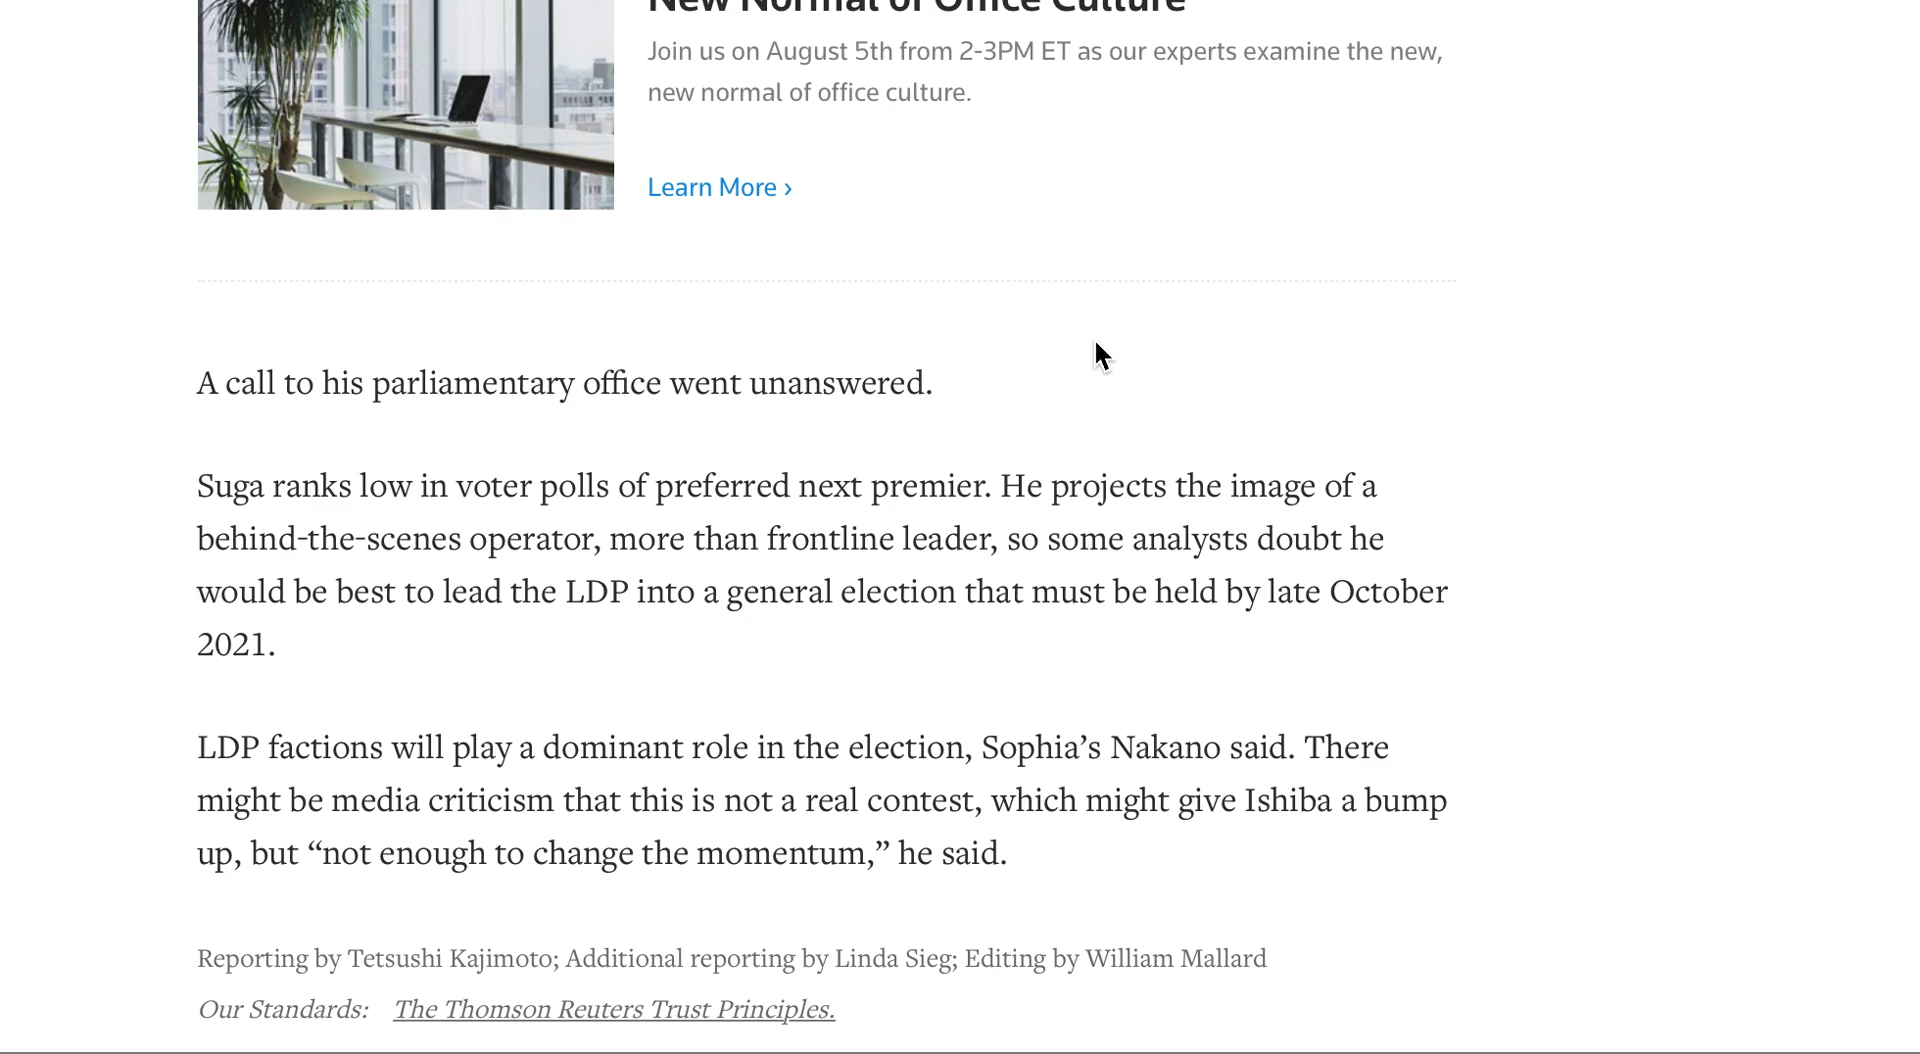 New Normal of Office Culture
Join us on August 5th from 2-3PM ET as our experts examine the new,
new normal of office culture.
Learn More ›
A call to his parliamentary office went unanswered.
Suga ranks low in voter polls of preferred next premier. He projects the image of a
behind-the-scenes operator, more than frontline leader, so some analysts doubt he
would be best to lead the LDP into a general election that must be held by late October
2021.
LDP factions will play a dominant role in the election, Sophia’s Nakano said. There
might be media criticism that this is not a real contest, which might give Ishiba a bump
up, but “not enough to change the momentum,” he said.
Reporting by Tetsushi Kajimoto; Additional reporting by Linda Sieg; Editing by William Mallard
Our Standards: The Thomson Reuters Trust Principles.